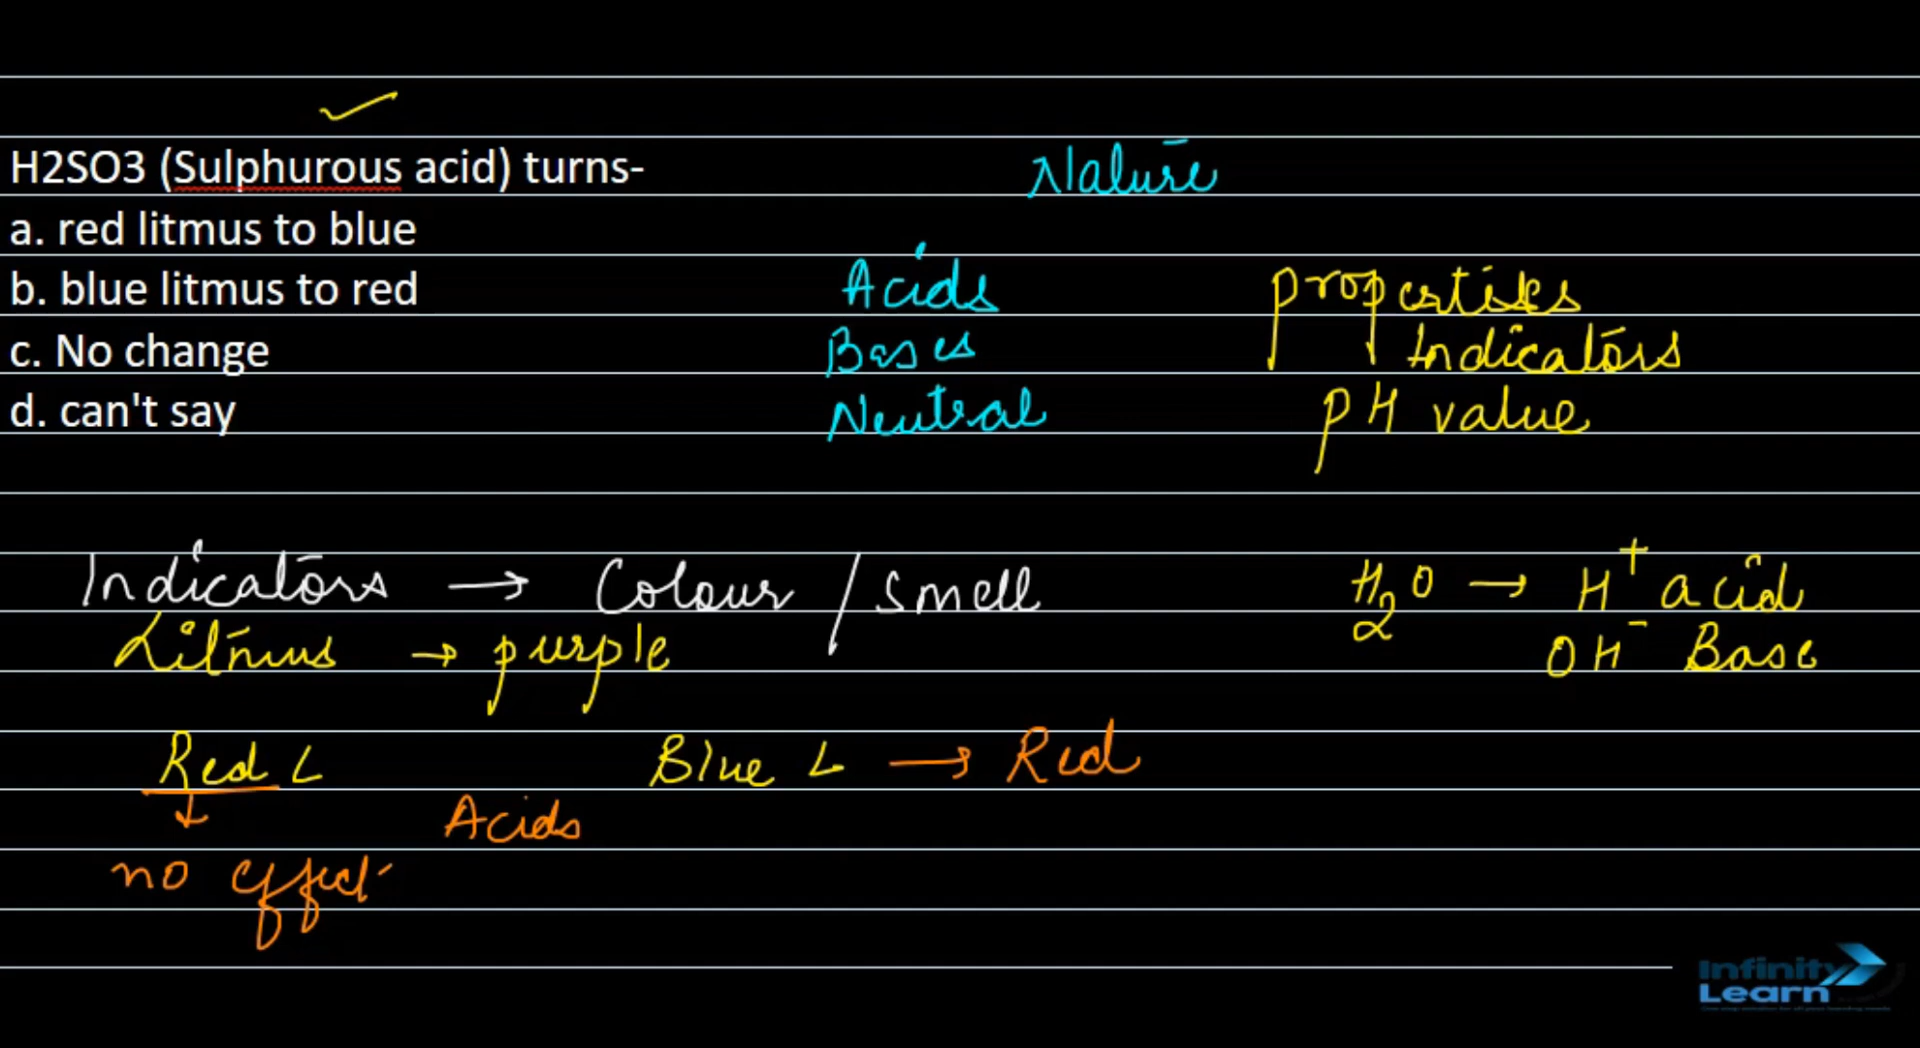 H2SO3 (Sulphurous acid) turns-
Nature
a. red litmus to blue
b. blue litmus to red
Acids
properties
c. No change
Bases
Indicators
d. can't say
Neutral
pH value
Indicators → Colour / Smell
H2O → H+ acid
Litmus → purple
OH- Base
Red L
Blue L → Red
Acids
no effect
Infinity
Learn